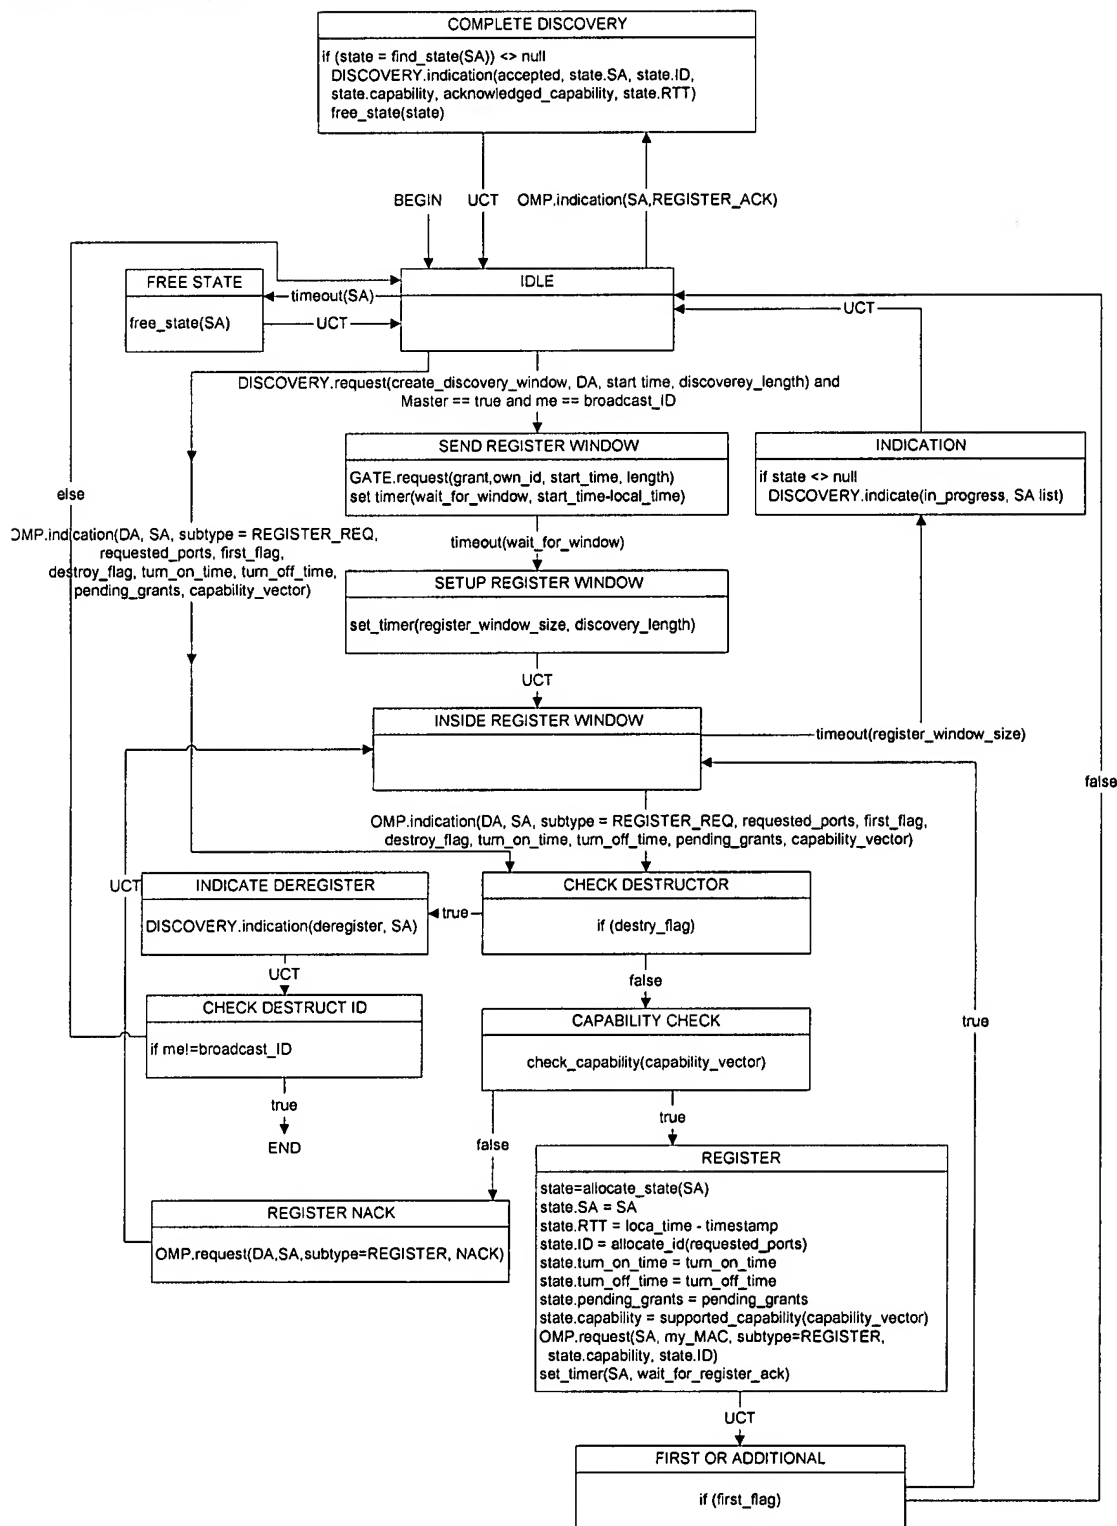 COMPLETE DISCOVERY
if (state = find_state(SA)) <> null
DISCOVERY.indication(accepted, state.SA, state.ID,
state.capability, acknowledged_capability, state.RTT)
free_state(state)
BEGIN
UCT
OMP.indication(SA,REGISTER_ACK)
FREE STATE
free_state(SA)
timeout(SA)
UCT
IDLE
UCT
DISCOVERY.request(create_discovery_window, DA, start time, discoverey_length) and
Master == true and me == broadcast_ID
SEND REGISTER WINDOW
GATE.request(grant,own_id, start_time, length)
set timer(wait_for_window, start_time-local_time)
INDICATION
if state <> null
DISCOVERY.indicate(in_progress, SA list)
else
OMP.indication(DA, SA, subtype = REGISTER_REQ,
requested_ports, first_flag,
destroy_flag, turn_on_time, turn_off_time,
pending_grants, capability_vector)
timeout(wait_for_window)
SETUP REGISTER WINDOW
set_timer(register_window_size, discovery_length)
UCT
INSIDE REGISTER WINDOW
timeout(register_window_size)
false
OMP.indication(DA, SA, subtype = REGISTER_REQ, requested_ports, first_flag,
destroy_flag, turn_on_time, turn_off_time, pending_grants, capability_vector)
UCT
INDICATE DEREGISTER
DISCOVERY.indication(deregister, SA)
true
CHECK DESTRUCTOR
if (destry_flag)
UCT
false
CHECK DESTRUCT ID
if me!=broadcast_ID
CAPABILITY CHECK
check_capability(capability_vector)
true
true
END
false
true
REGISTER
state=allocate_state(SA)
state.SA = SA
state.RTT = loca_time - timestamp
state.ID = allocate_id(requested_ports)
state.turn_on_time = turn_on_time
state.turn_off_time = turn_off_time
state.pending_grants = pending_grants
state.capability = supported_capability(capability_vector)
OMP.request(SA, my_MAC, subtype=REGISTER,
state.capability, state.ID)
set_timer(SA, wait_for_register_ack)
REGISTER NACK
OMP.request(DA,SA,subtype=REGISTER, NACK)
UCT
FIRST OR ADDITIONAL
if (first_flag)